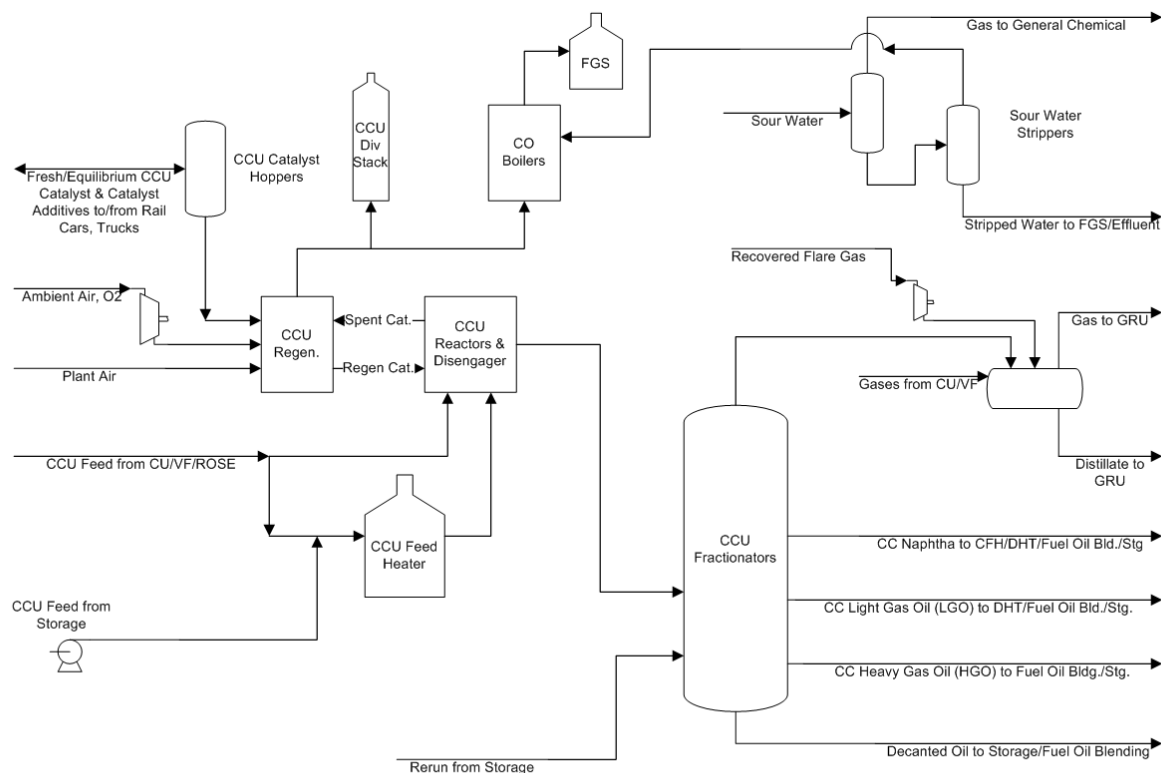 Gas to General Chemical
FGS
CCU
Div
Stack
CO
Boilers
Sour Water
Sour Water
Strippers
CCU Catalyst
Hoppers
Fresh/Equilibrium CCU
Catalyst & Catalyst
Additives to/from Rail
Cars, Trucks
Stripped Water to FGS/Effluent
Recovered Flare Gas
Ambient Air, O2
Gas to GRU
CCU
Regen.
Spent Cat.
Regen Cat.
CCU
Reactors &
Disengager
Plant Air
Gases from CU/VF
CCU Feed from CU/VF/ROSE
Distillate to
GRU
CCU Feed
Heater
CCU
Fractionators
CC Naphtha to CFH/DHT/Fuel Oil Bld./Stg
CCU Feed from
Storage
CC Light Gas Oil (LGO) to DHT/Fuel Oil Bld./Stg.
CC Heavy Gas Oil (HGO) to Fuel Oil Bldg./Stg.
Decanted Oil to Storage/Fuel Oil Blending
Rerun from Storage